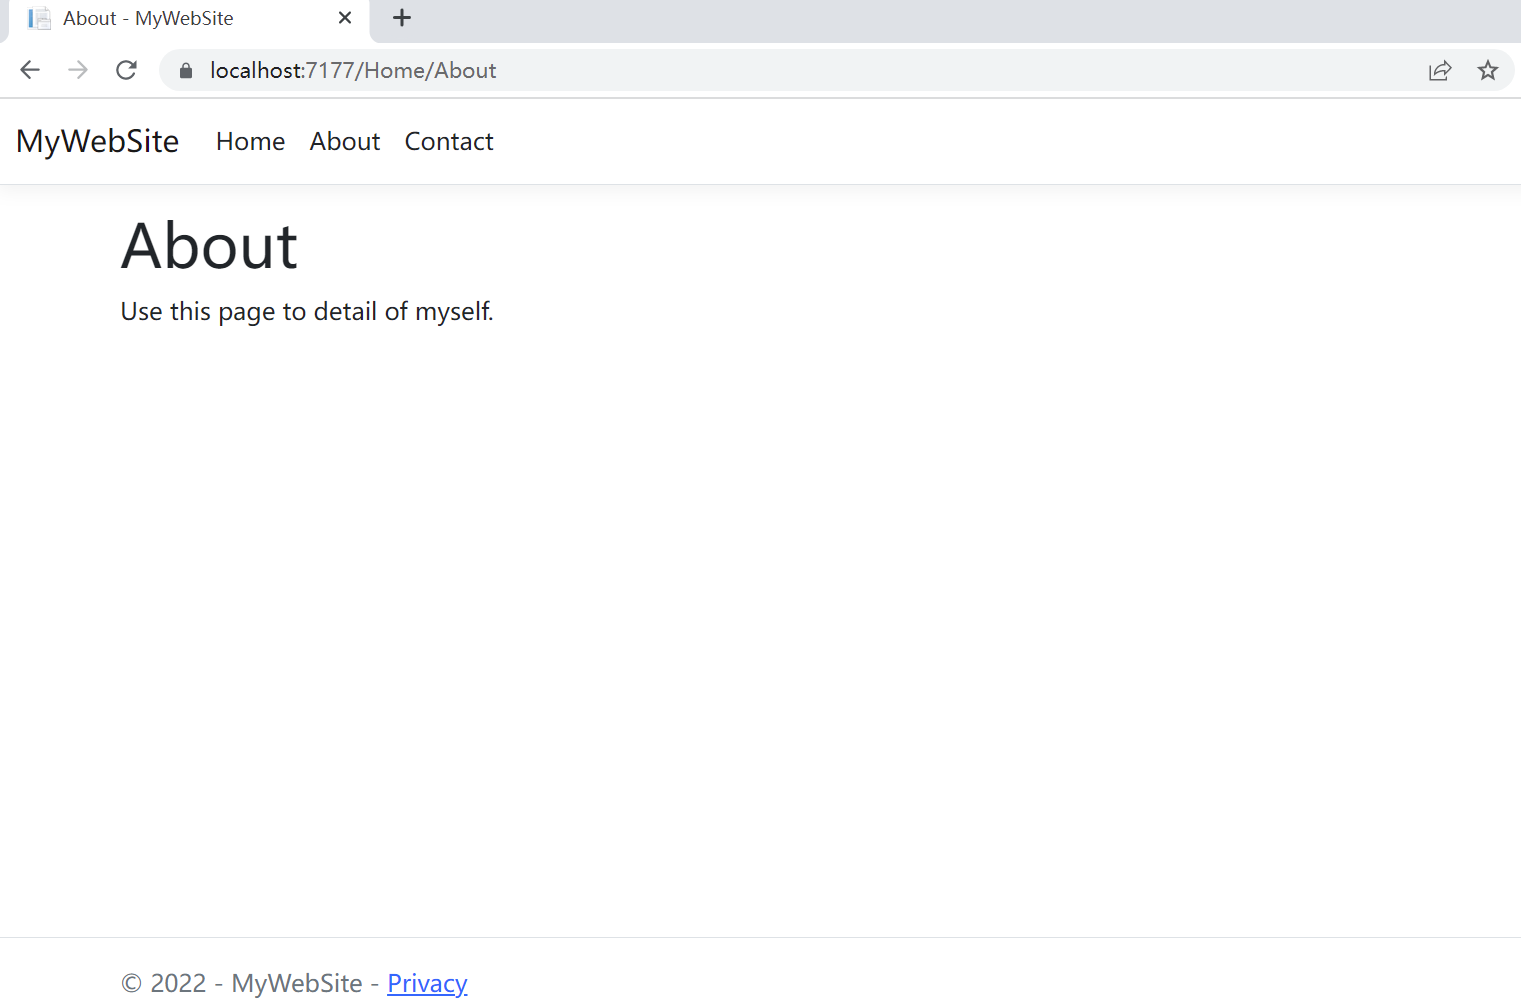 About - MyWebSite
localhost:7177/Home/About
MyWebSite Home About Contact
About
Use this page to detail of myself.
© 2022 - MyWebSite - Privacy